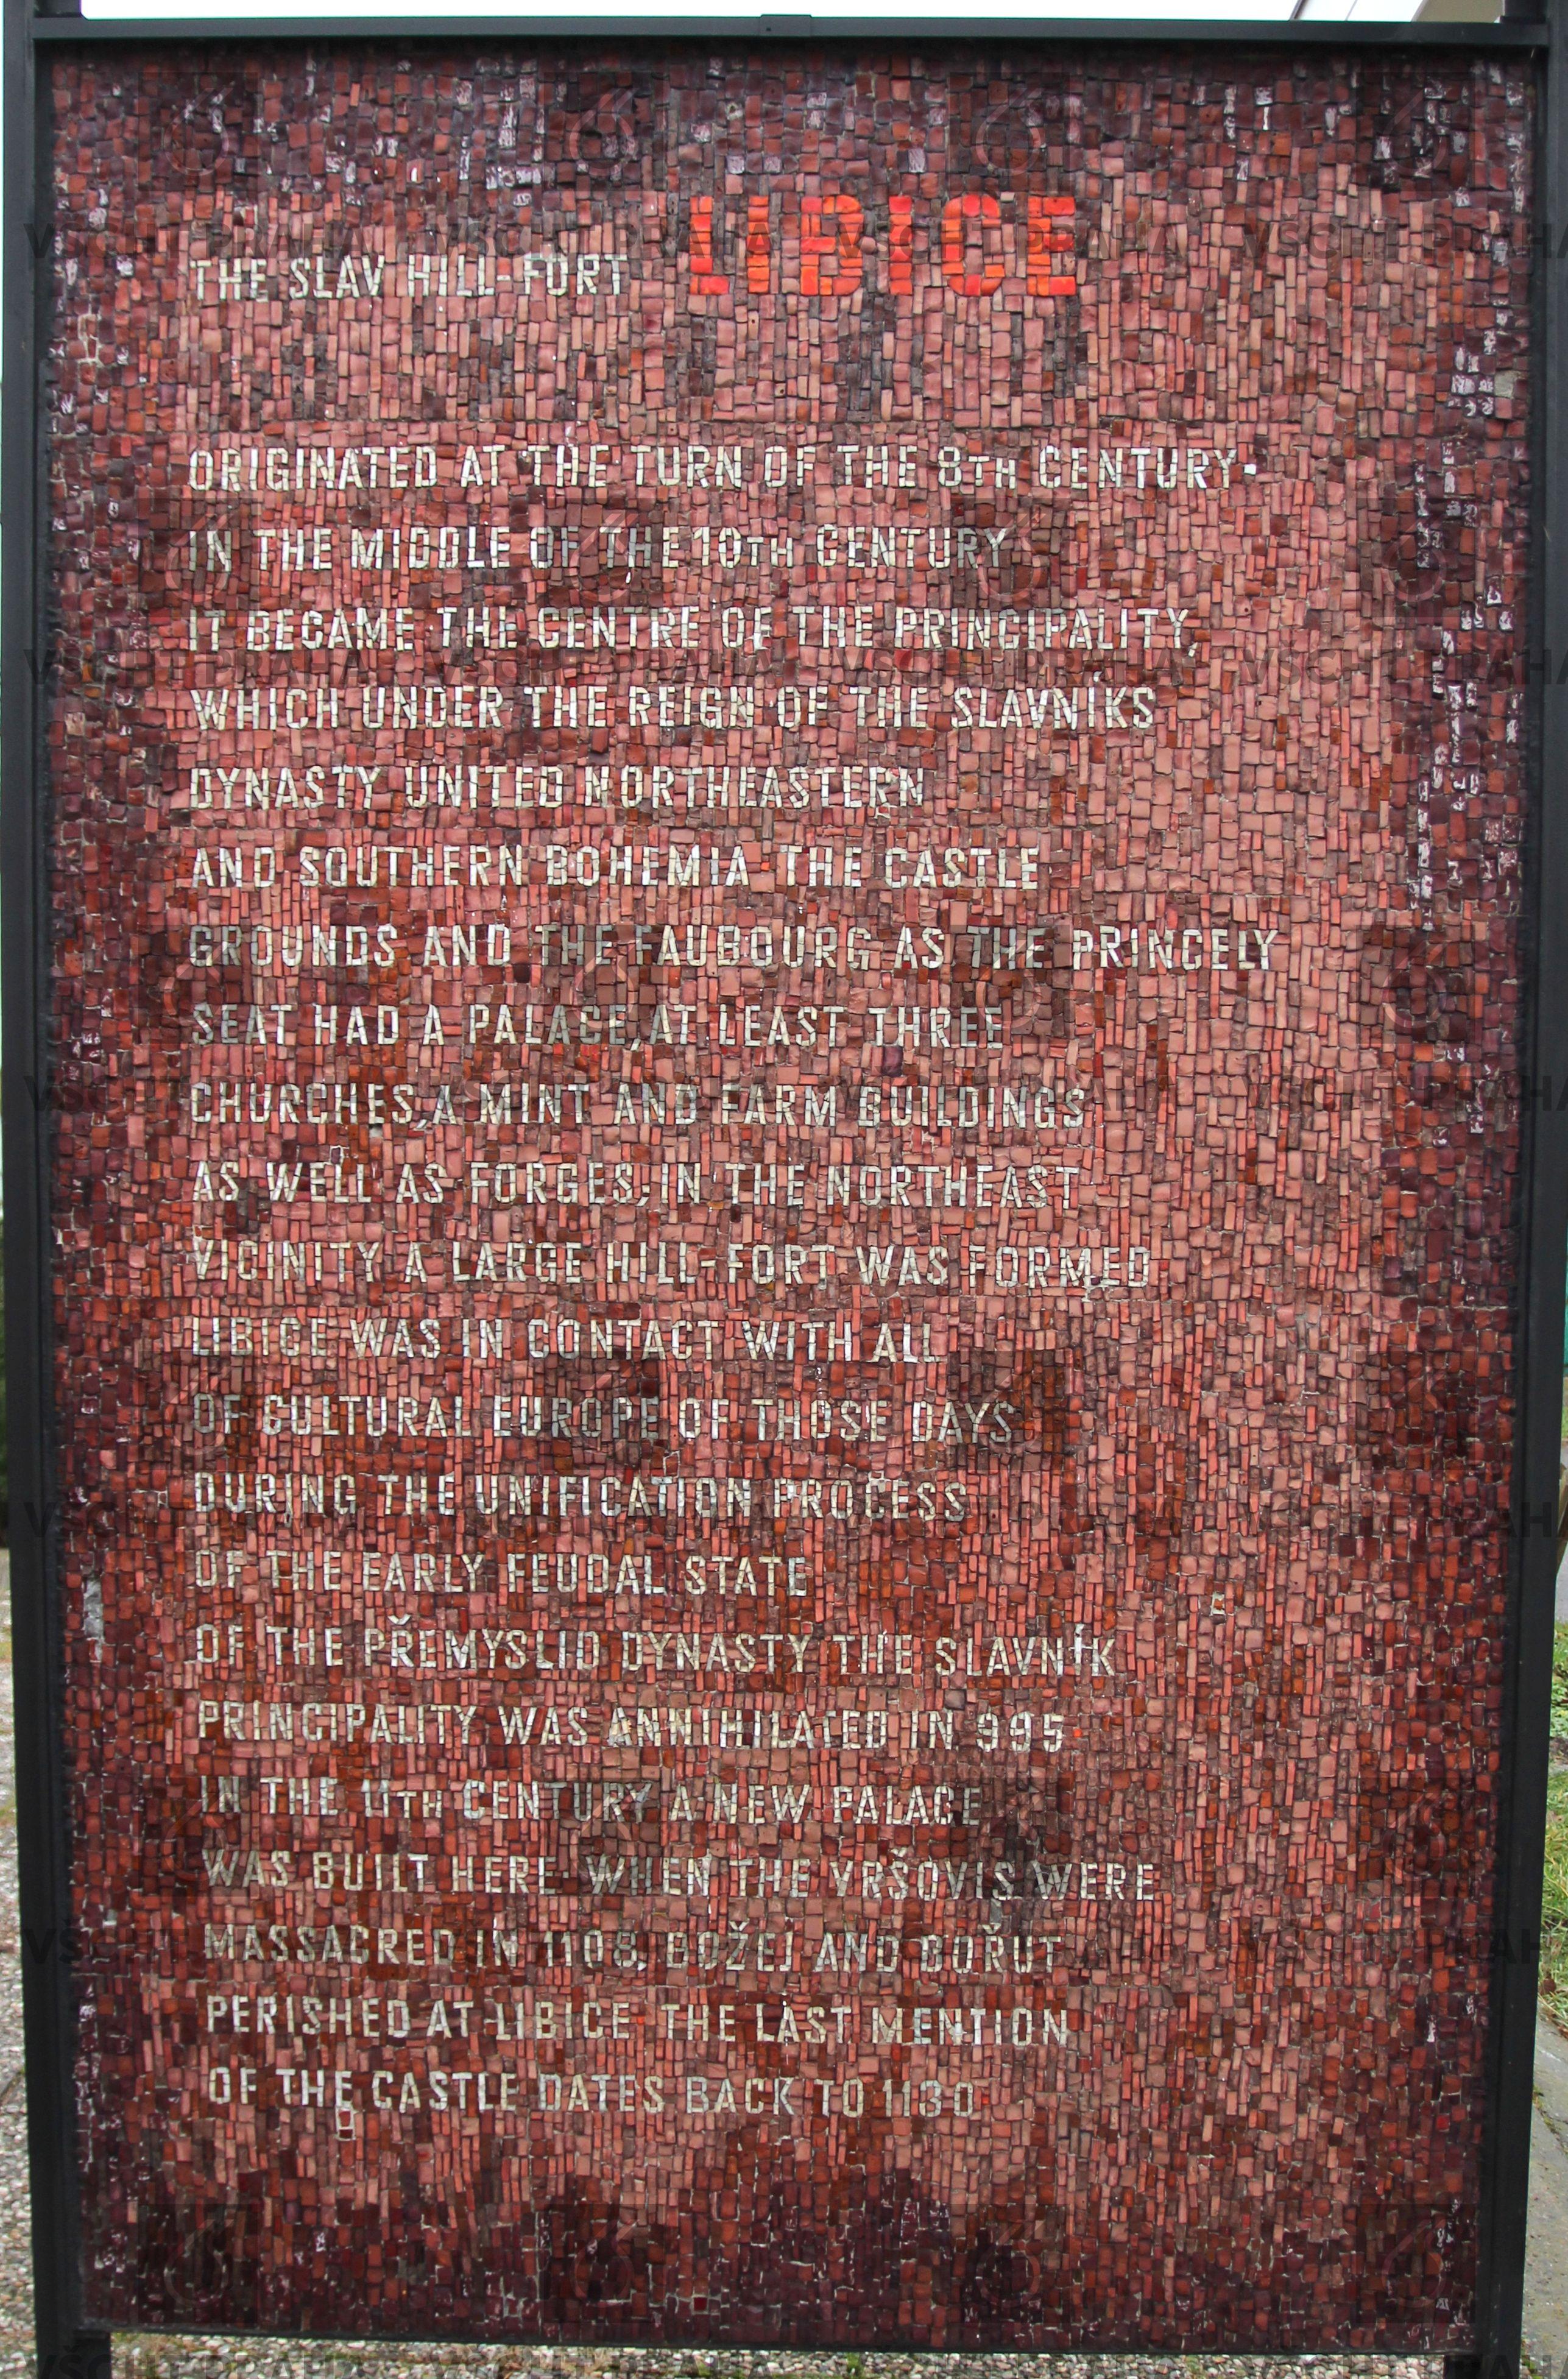 THE SLAV HILL-FORT LIBICE
ORIGINATED AT THE TURN OF THE 8TH CENTURY.
IN THE MIDDLE OF THE 10TH CENTURY
IT BECAME THE CENTRE OF THE PRINCIPALITY,
WHICH UNDER THE REIGN OF THE SLAVNÍKS
DYNASTY UNITED NORTHEASTERN
AND SOUTHERN BOHEMIA THE CASTLE
GROUNDS AND THE FAUBOURG AS THE PRINCELY
SEAT HAD A PALACE, AT LEAST THREE
CHURCHES, A MINT AND FARM BUILDINGS
AS WELL AS FORGES, IN THE NORTHEAST
VICINITY A LARGE HILL-FORT WAS FORMED
LIBICE WAS IN CONTACT WITH ALL
OF CULTURAL EUROPE OF THOSE DAYS
DURING THE UNIFICATION PROCESS
OF THE EARLY FEUDAL STATE
OF THE PŘEMYSLID DYNASTY THE SLAVNÍK
PRINCIPALITY WAS ANNIHILATED IN 995
IN THE 11TH CENTURY A NEW PALACE
WAS BUILT HERE WHEN THE VRŠOVIS WERE
MASSACRED IN 1108, BOŽEJ AND BOŘUT
PERISHED AT LIBICE THE LAST MENTION
OF THE CASTLE DATES BACK TO 1130
VŠCHT PRAHA